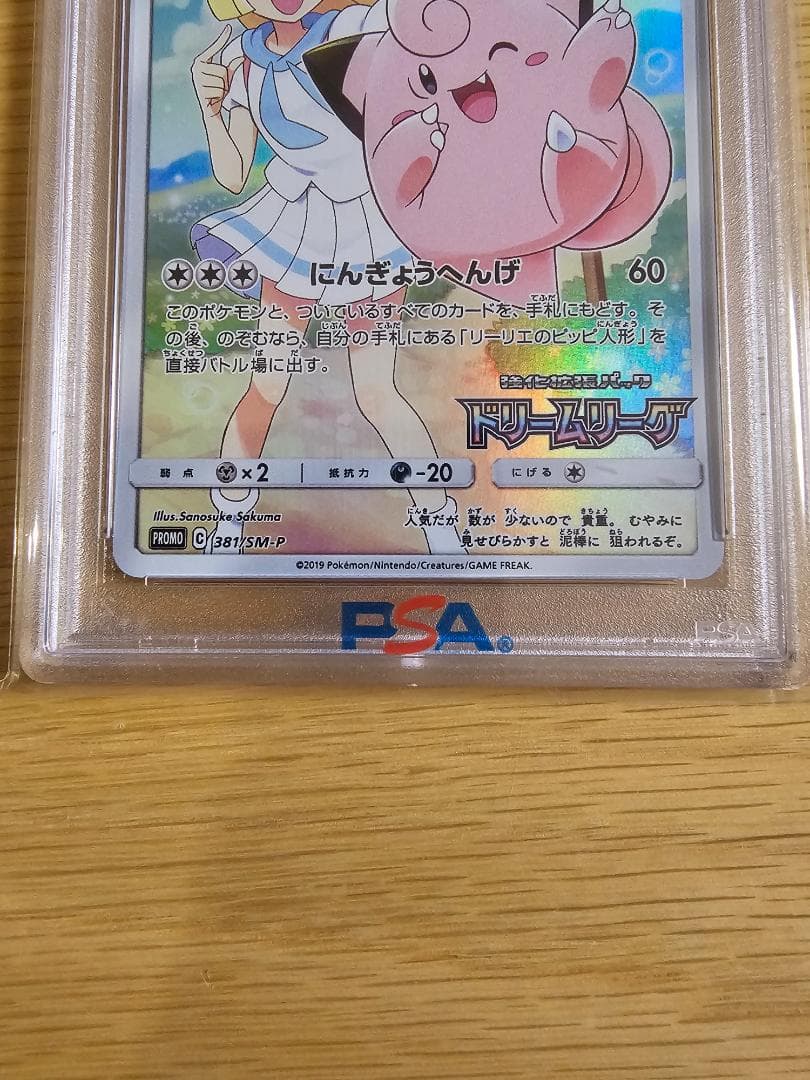 にんぎょうへんげ 60
このポケモンと、ついているすべてのカードを、手札にもどす。そ
の後、のぞむなら、自分の手札にある「リーリエのピッピ人形」を
直接バトル場に出す。
強化拡張パック
ドリームリーグ
弱点 ×2 抵抗力 -20 にげる
Illus.Sanosuke Sakuma
PROMO C 381/SM-P
人気だが 数が 少ないので 貴重。むやみに
見せびらかすと 泥棒に 狙われるぞ。
©2019 Pokémon/Nintendo/Creatures/GAME FREAK.
PSA®
PSA